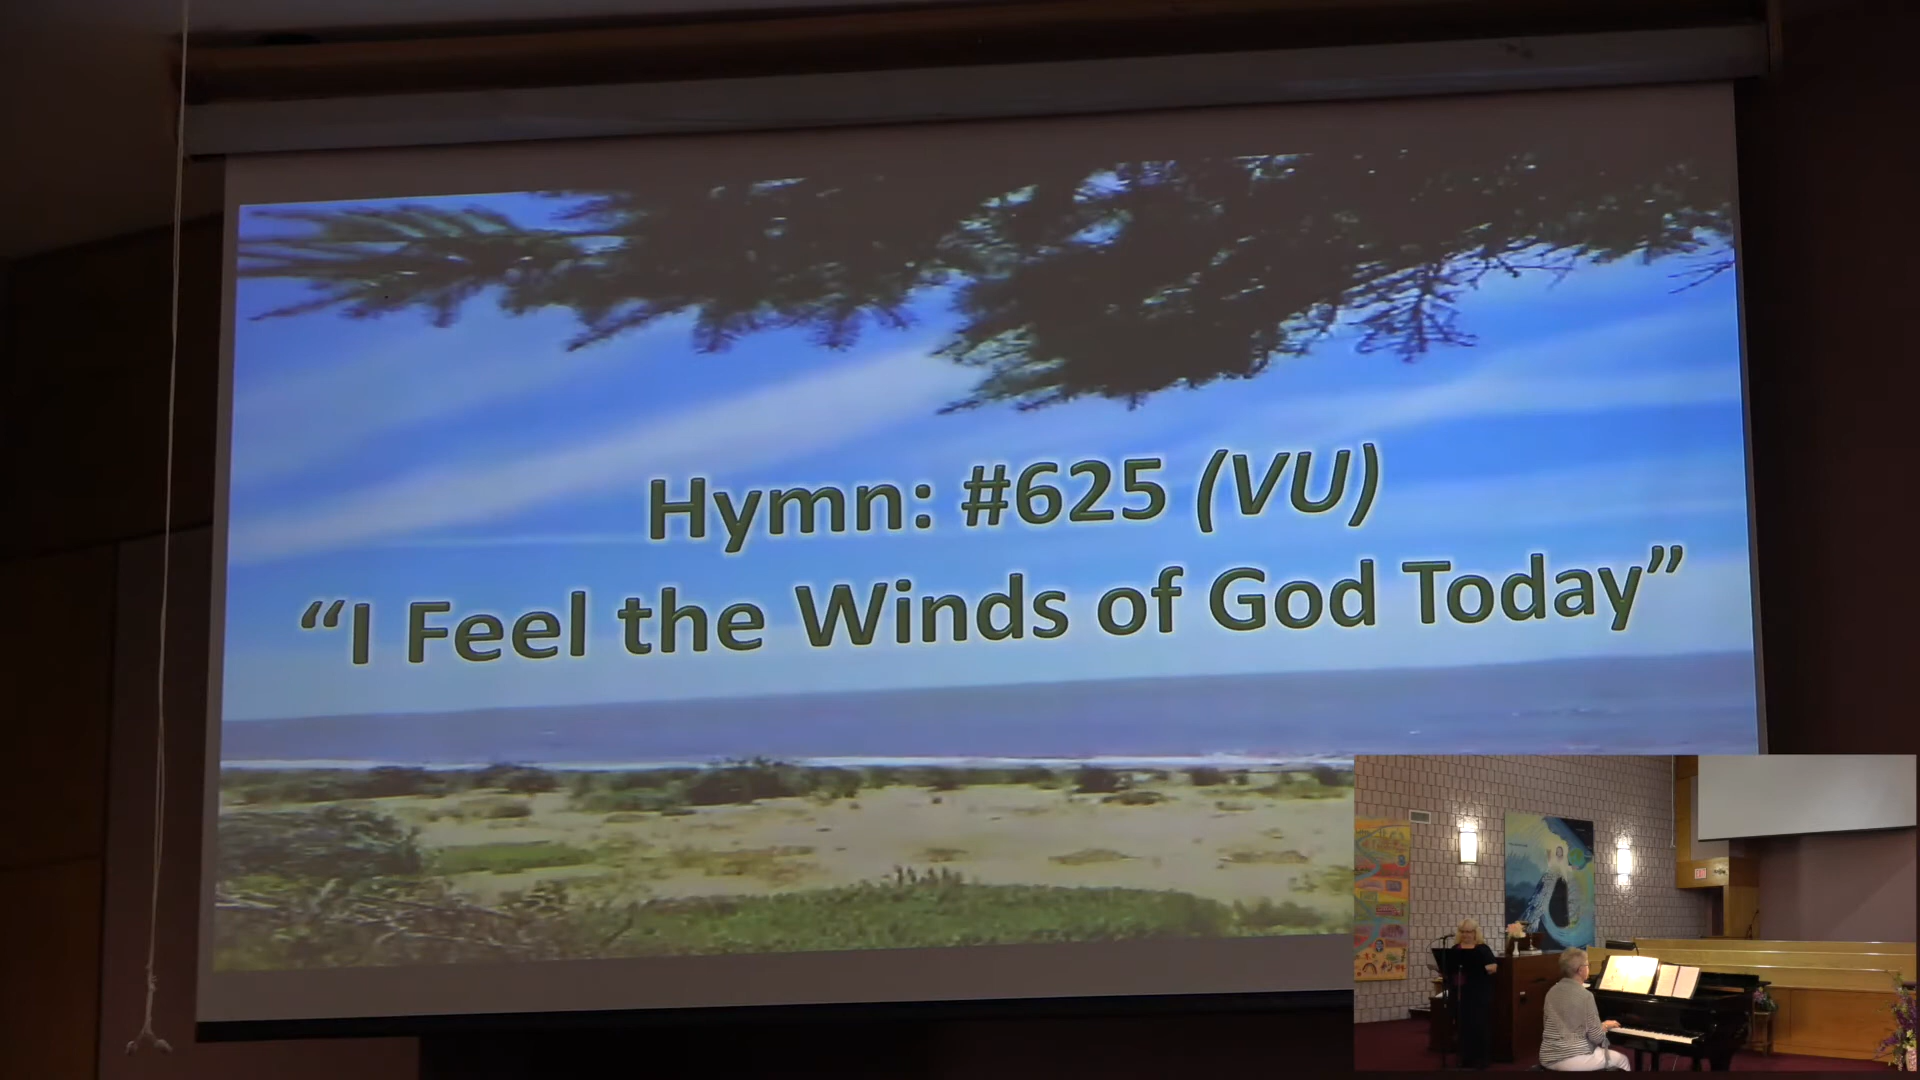 Hymn: #625 (VU)
“I Feel the Winds of God Today”